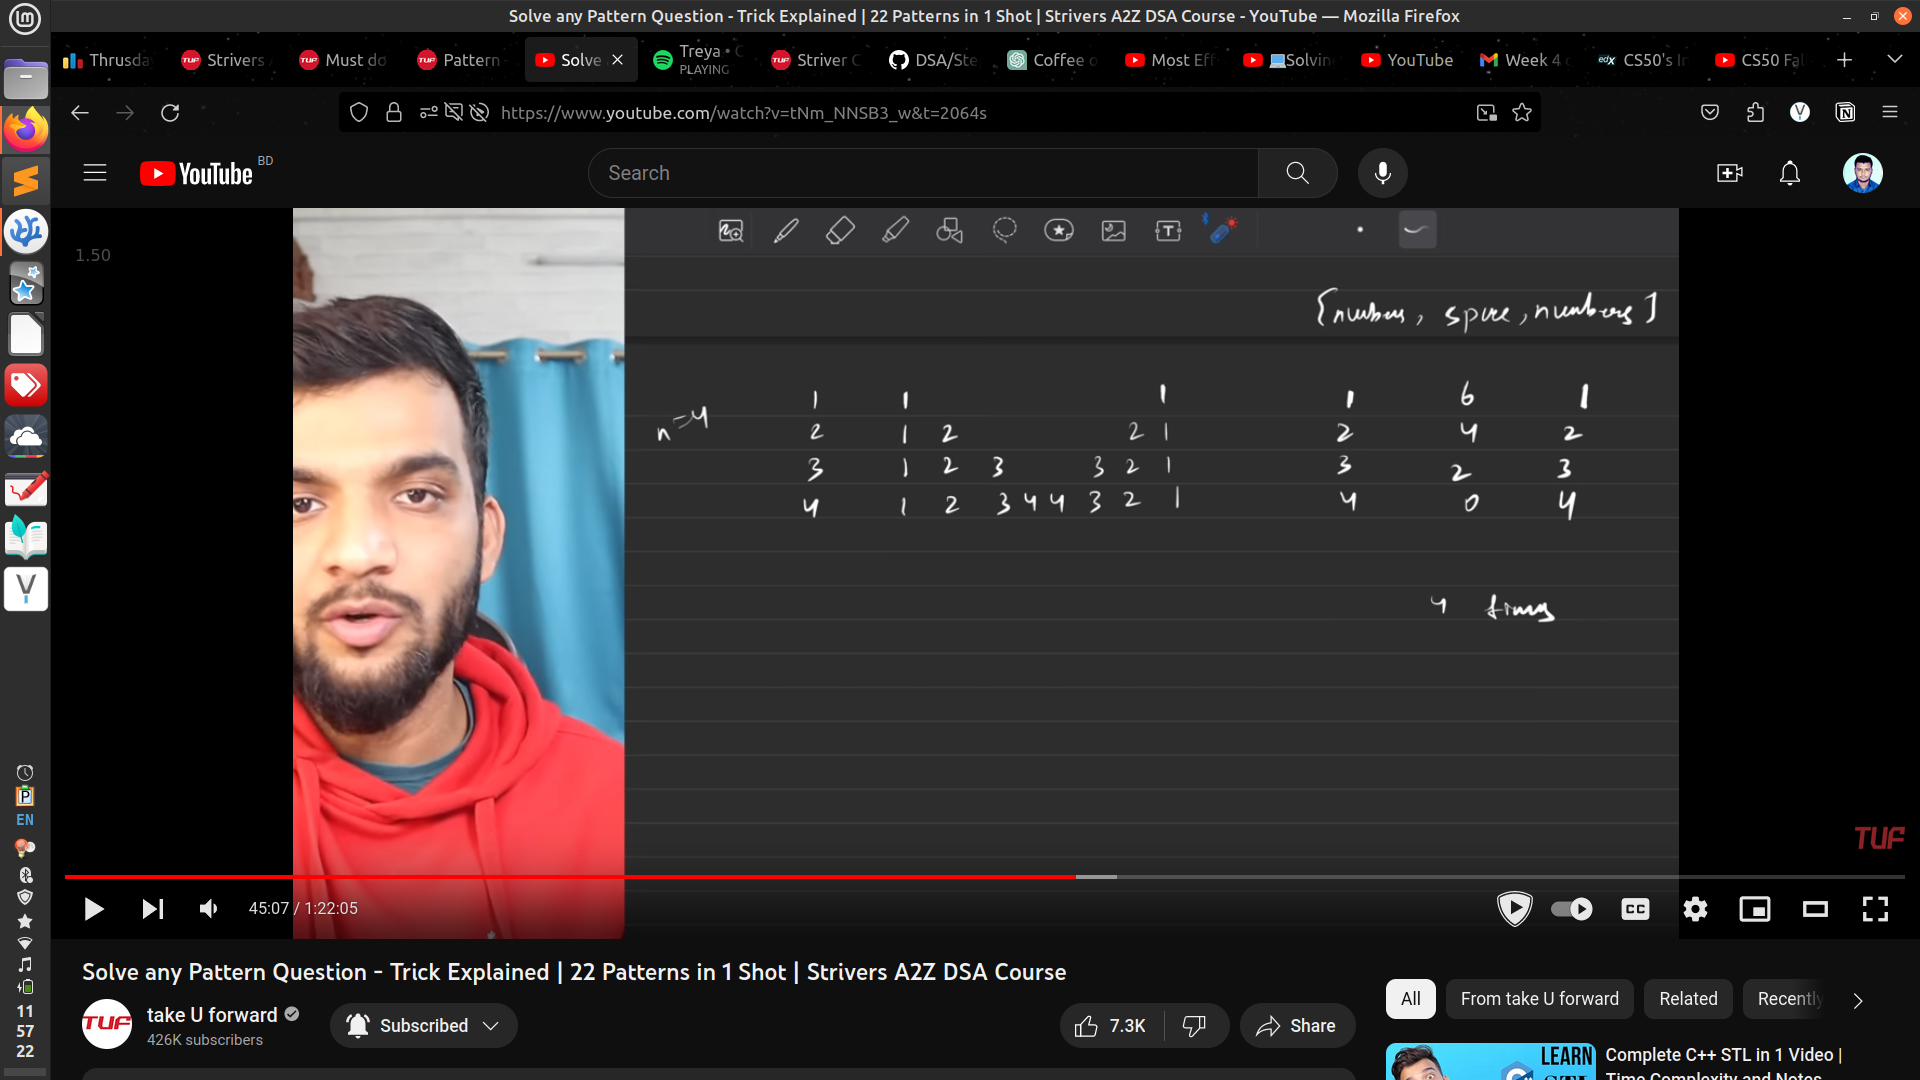 Solve any Pattern Question - Trick Explained | 22 Patterns in 1 Shot | Strivers A2Z DSA Course - YouTube — Mozilla Firefox
Thrusda
Strivers
Must do
Pattern
Solve
Treya •
PLAYING
Striver C
DSA/Ste
Coffee o
Most Eff
Solvin
YouTube
Week 4
CS50's In
CS50 Fal
https://www.youtube.com/watch?v=tNm_NNSB3_w&t=2064s
YouTube
BD
Search
1.50
[numbers, space, numbers]
n=4
1 1 1 1 6 1
2 1 2 2 1 2 4 2
3 1 2 3 3 2 1 3 2 3
4 1 2 3 4 4 3 2 1 4 0 4
4 times
TUF
45:07 / 1:22:05
CC
Solve any Pattern Question - Trick Explained | 22 Patterns in 1 Shot | Strivers A2Z DSA Course
TUF
take U forward
426K subscribers
Subscribed
7.3K
Share
All
From take U forward
Related
Recently
LEARN
Complete C++ STL in 1 Video |
Time Complexity and Notes
EN
11
57
22